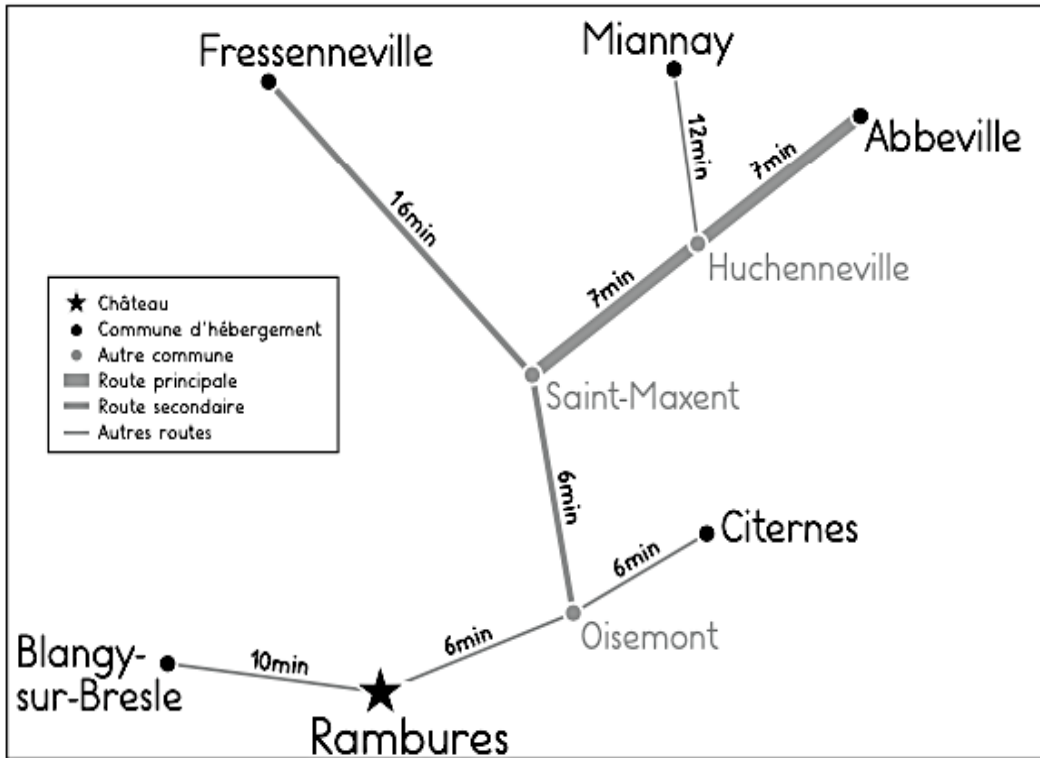 Fressenneville
Miannay
Abbeville
12min
7min
16min
Huchenneville
7min
Château
Commune d'hébergement
Autre commune
Route principale
Route secondaire
Autres routes
Saint-Maxent
6min
Citernes
6min
Oisemont
6min
Blangy-
sur-Bresle
10min
Rambures